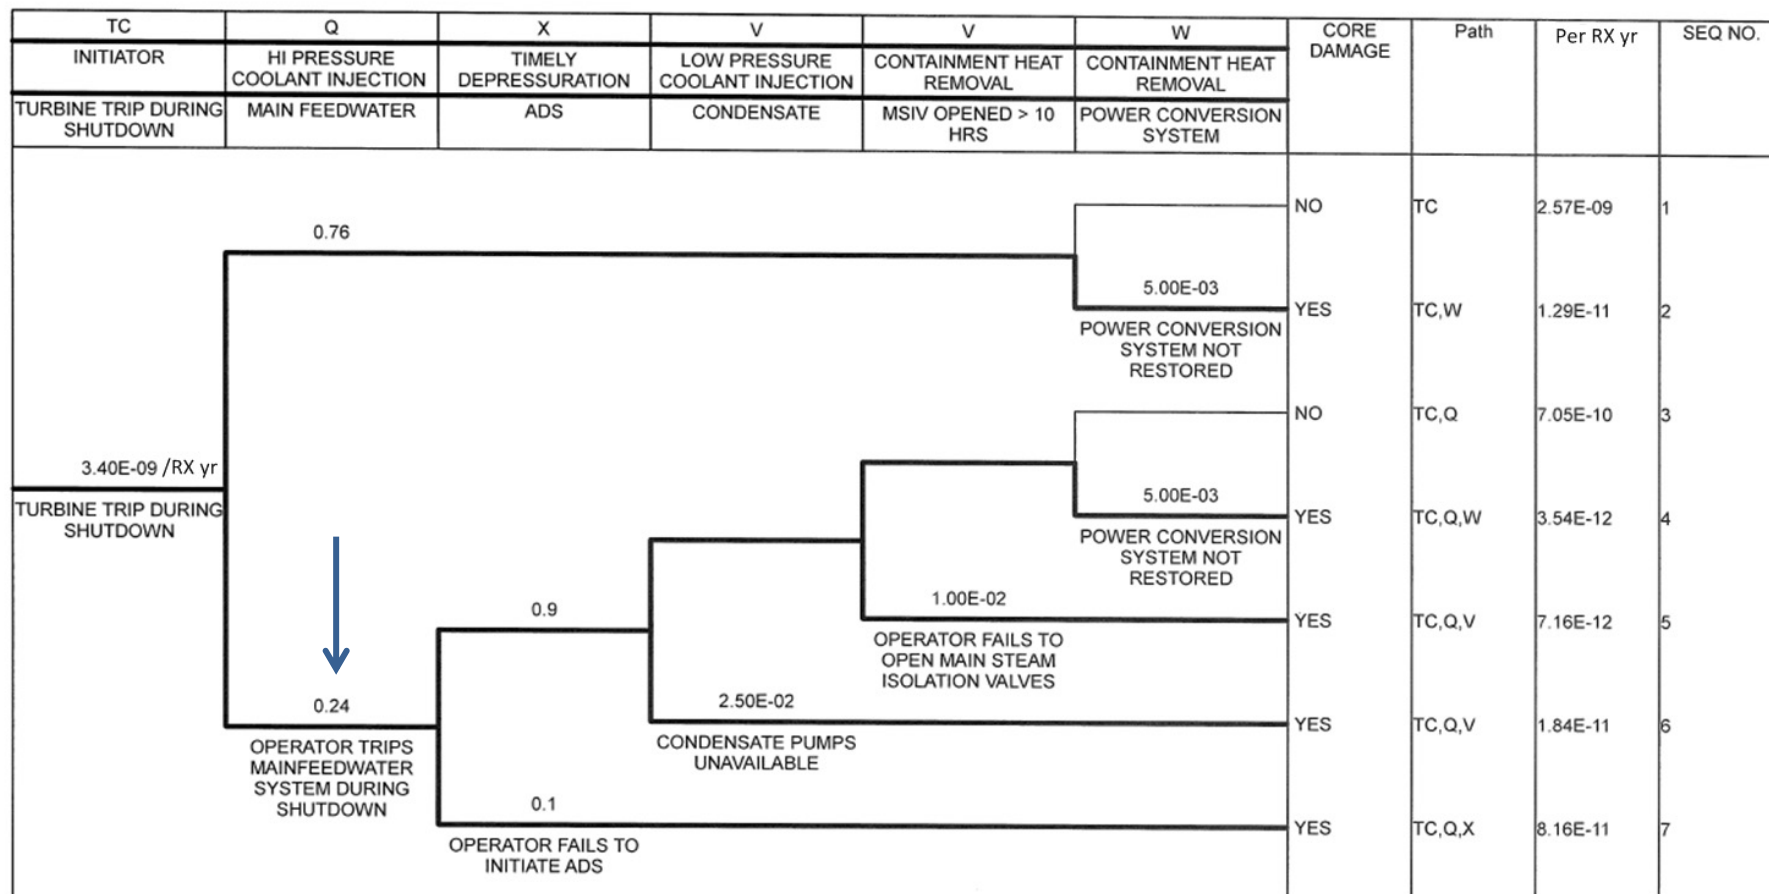 TC
Q
X
V
V
W
CORE
DAMAGE
Path
Per RX yr
SEQ NO.
INITIATOR
HI PRESSURE
COOLANT INJECTION
TIMELY
DEPRESSURATION
LOW PRESSURE
COOLANT INJECTION
CONTAINMENT HEAT
REMOVAL
CONTAINMENT HEAT
REMOVAL
TURBINE TRIP DURING
SHUTDOWN
MAIN FEEDWATER
ADS
CONDENSATE
MSIV OPENED > 10
HRS
POWER CONVERSION
SYSTEM
NO
TC
2.57E-09
1
0.76
5.00E-03
YES
TC,W
1.29E-11
2
POWER CONVERSION
SYSTEM NOT
RESTORED
NO
TC,Q
7.05E-10
3
3.40E-09 /RX yr
TURBINE TRIP DURING
SHUTDOWN
5.00E-03
YES
TC,Q,W
3.54E-12
4
POWER CONVERSION
SYSTEM NOT
RESTORED
0.9
1.00E-02
YES
TC,Q,V
7.16E-12
5
OPERATOR FAILS TO
OPEN MAIN STEAM
ISOLATION VALVES
0.24
2.50E-02
YES
TC,Q,V
1.84E-11
6
OPERATOR TRIPS
MAINFEEDWATER
SYSTEM DURING
SHUTDOWN
CONDENSATE PUMPS
UNAVAILABLE
0.1
YES
TC,Q,X
8.16E-11
7
OPERATOR FAILS TO
INITIATE ADS